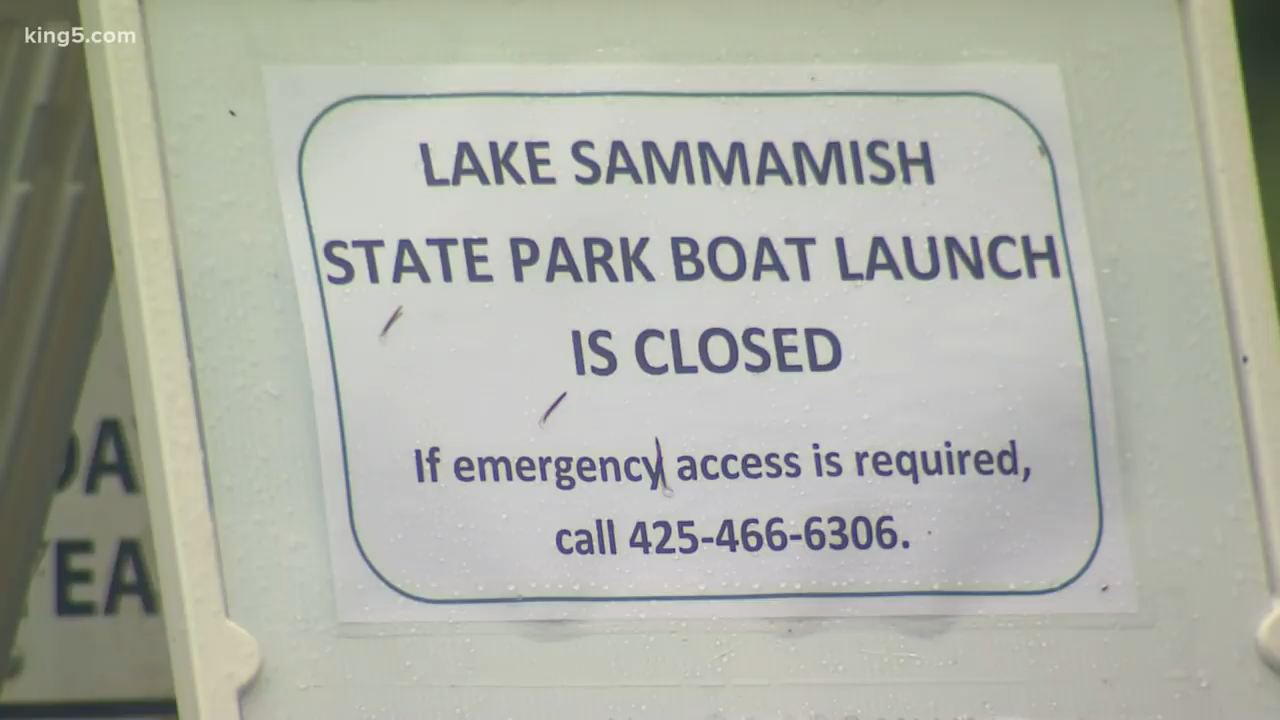 king5.com
LAKE SAMMAMISH
STATE PARK BOAT LAUNCH
IS CLOSED
If emergency access is required,
call 425-466-6306.